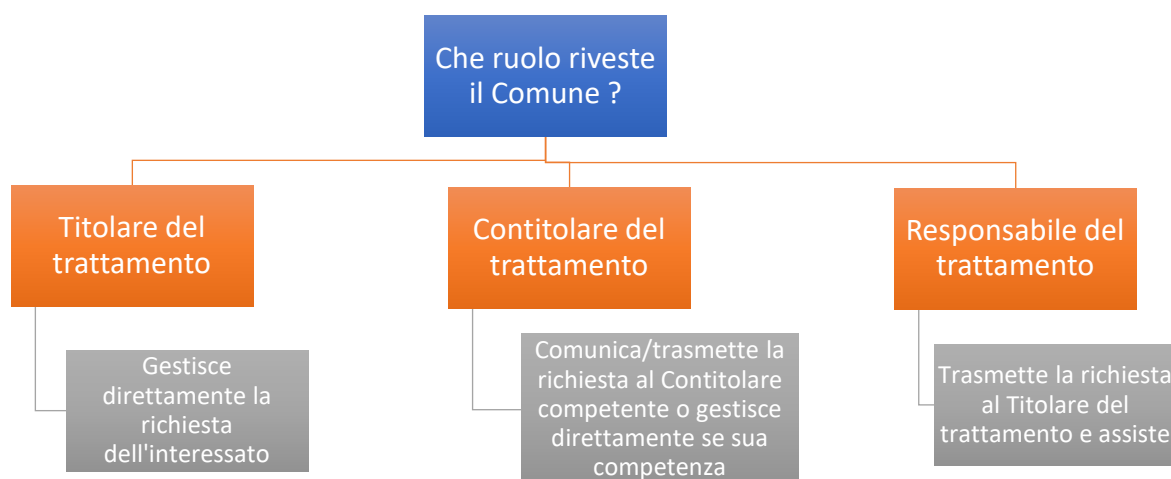 Che ruolo riveste
il Comune ?
Titolare del
trattamento
Gestisce
direttamente la
richiesta
dell'interessato
Contitolare del
trattamento
Comunica/trasmette la
richiesta al Contitolare
competente o gestisce
direttamente se sua
competenza
Responsabile del
trattamento
Trasmette la richiesta
al Titolare del
trattamento e assiste